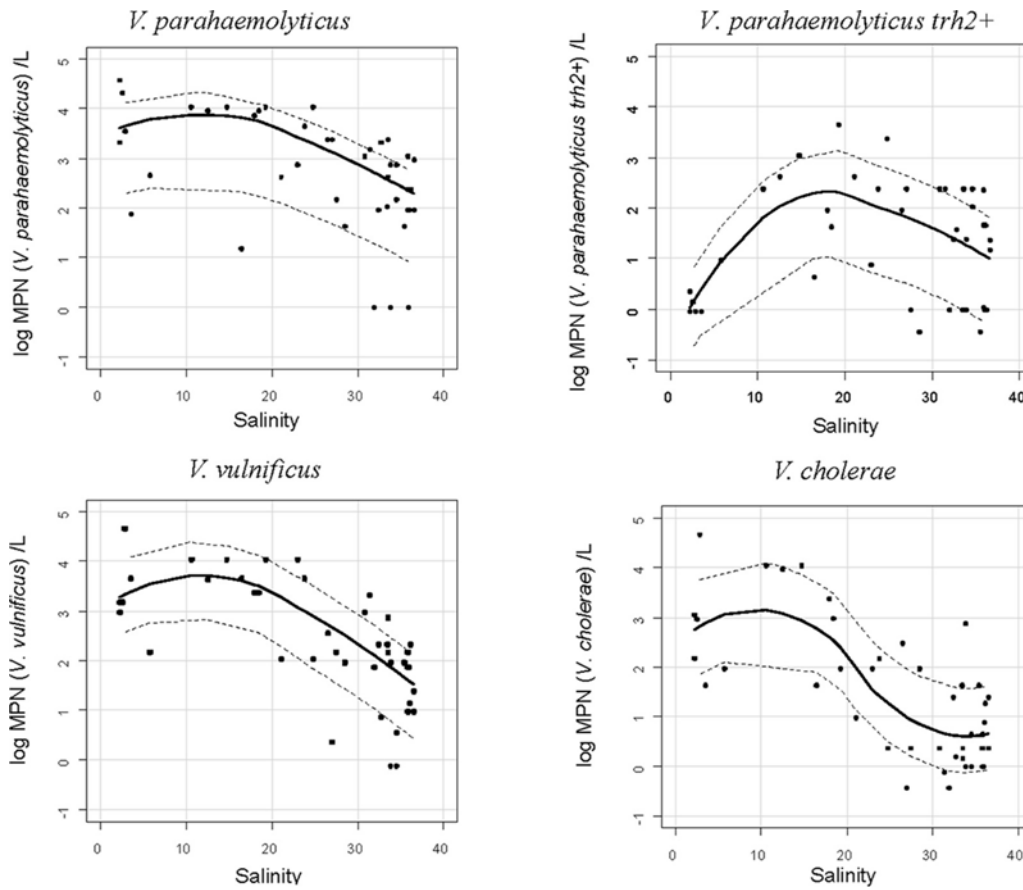 V. parahaemolyticus
log MPN (V. parahaemolyticus) /L
5
4
3
2
1
0
-1
0 10 20 30 40
Salinity
V. parahaemolyticus trh2+
log MPN (V. parahaemolyticus trh2+) /L
5
4
3
2
1
0
-1
0 10 20 30 40
Salinity
V. vulnificus
log MPN (V. vulnificus) /L
5
4
3
2
1
0
-1
0 10 20 30 40
Salinity
V. cholerae
log MPN (V. cholerae) /L
5
4
3
2
1
0
-1
0 10 20 30 40
Salinity